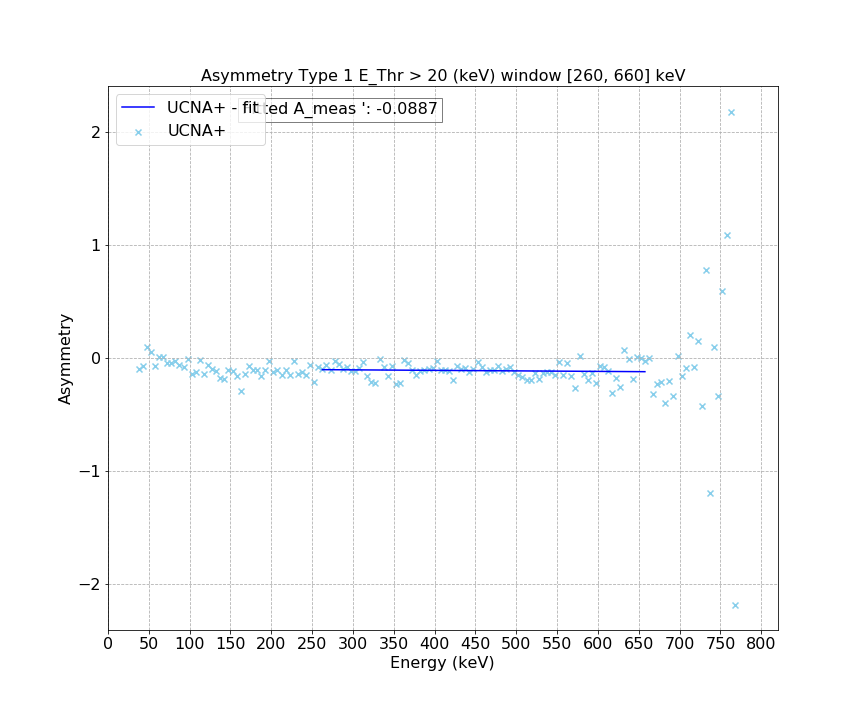 Asymmetry Type 1 E_Thr > 20 (keV) window [260, 660] keV
UCNA+ - fit
ted A_meas ': -0.0887
UCNA+
2
1
0
−1
−2
Asymmetry
0 50 100 150 200 250 300 350 400 450 500 550 600 650 700 750 800
Energy (keV)